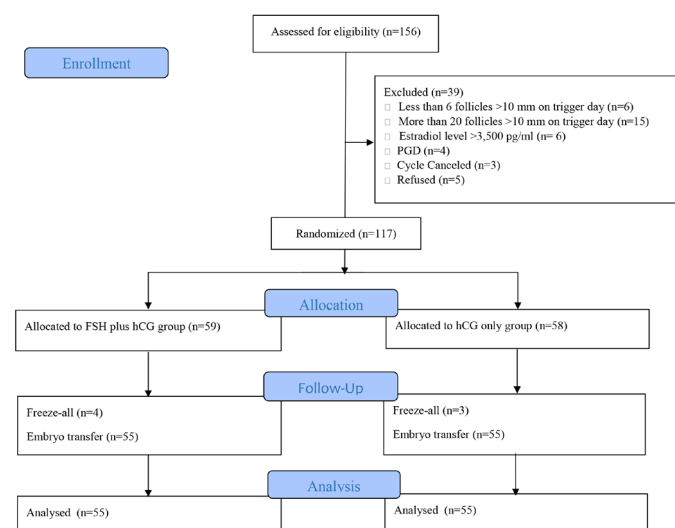 Assessed for eligibility (n=156)
Enrollment
Excluded (n=39)
Less than 6 follicles >10 mm on trigger day (n=6)
More than 20 follicles >10 mm on trigger day (n=15)
Estradiol level >3,500 pg/ml (n= 6)
PGD (n=4)
Cycle Canceled (n=3)
Refused (n=5)
Randomized (n=117)
Allocation
Allocated to FSH plus hCG group (n=59)
Allocated to hCG only group (n=58)
Follow-Up
Freeze-all (n=4)
Embryo transfer (n=55)
Freeze-all (n=3)
Embryo transfer (n=55)
Analysis
Analysed (n=55)
Analysed (n=55)